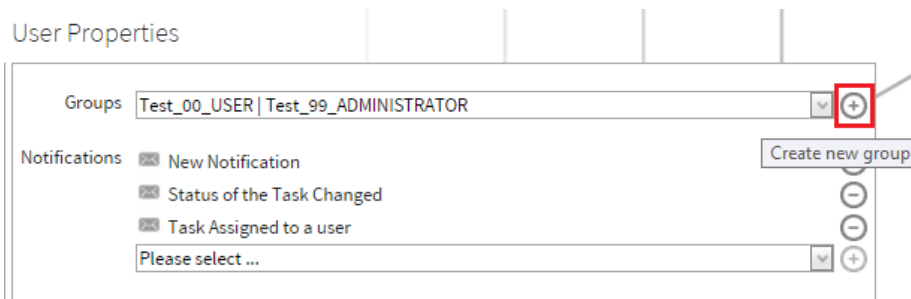 User Properties
Groups Test_00_USER | Test_99_ADMINISTRATOR
Create new group
Notifications New Notification
Status of the Task Changed
Task Assigned to a user
Please select ...